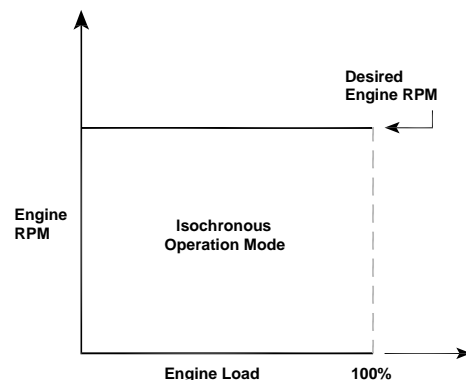 Desired
Engine RPM
Engine
RPM
Isochronous
Operation Mode
Engine Load
100%